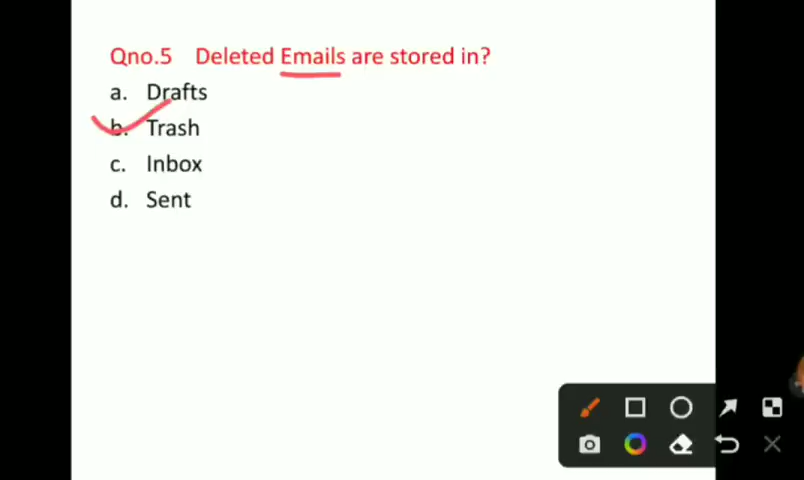 Qno.5 Deleted Emails are stored in?
a. Drafts
b. Trash
c. Inbox
d. Sent